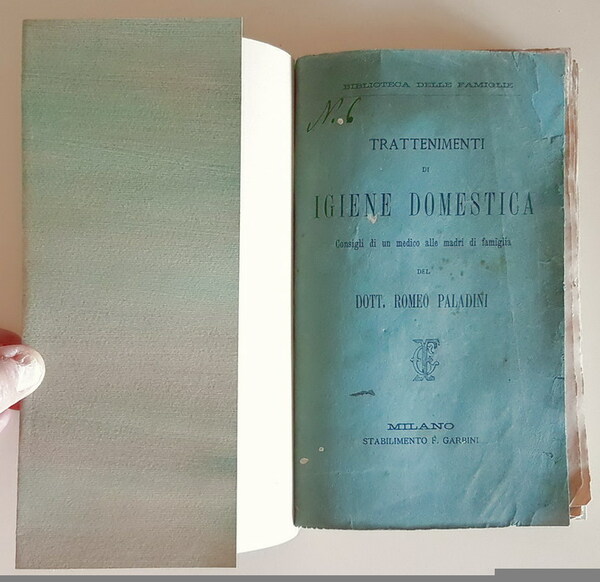 BIBLIOTECA DELLE FAMIGLIE
N. 6
TRATTENIMENTI
DI
IGIENE DOMESTICA
Consigli di un medico alle madri di famiglia
DEL
DOTT. ROMEO PALADINI
MILANO
STABILIMENTO F. GARBINI